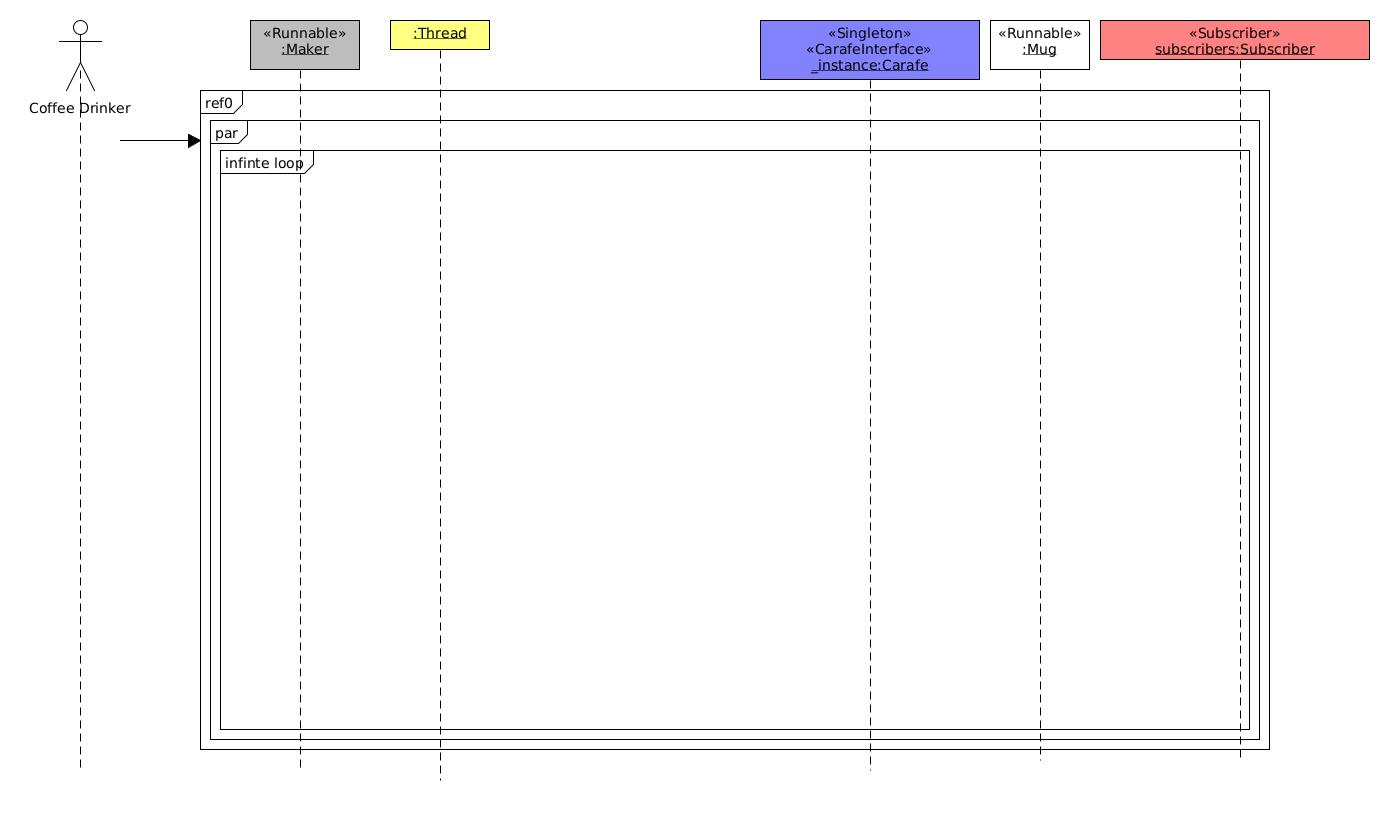 «Runnable»
:Maker
:Thread
«Singleton»
«CarafeInterface»
_instance:Carafe
«Runnable»
:Mug
«Subscriber»
subscribers:Subscriber
Coffee Drinker
ref0
par
infinte loop